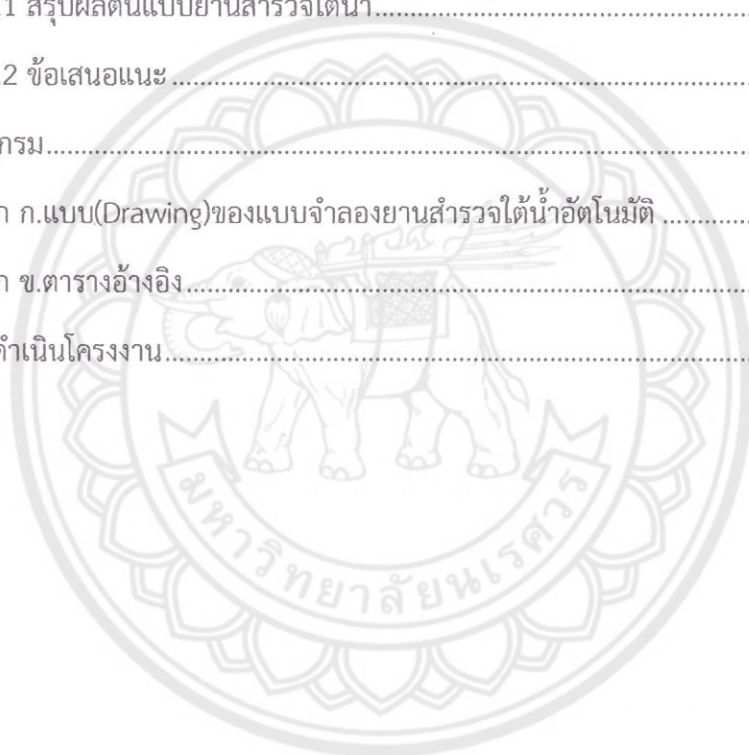 .1 สรุปผลต้นแบบยานสำรวจใต้น้ำ
.2 ข้อเสนอแนะ
กรม
ก ก.แบบ(Drawing)ของแบบจำลองยานสำรวจใต้น้ำอัตโนมัติ
ก ข.ตารางอ้างอิง
ดำเนินโครงงาน
มหาวิทยาลัยนเรศวร